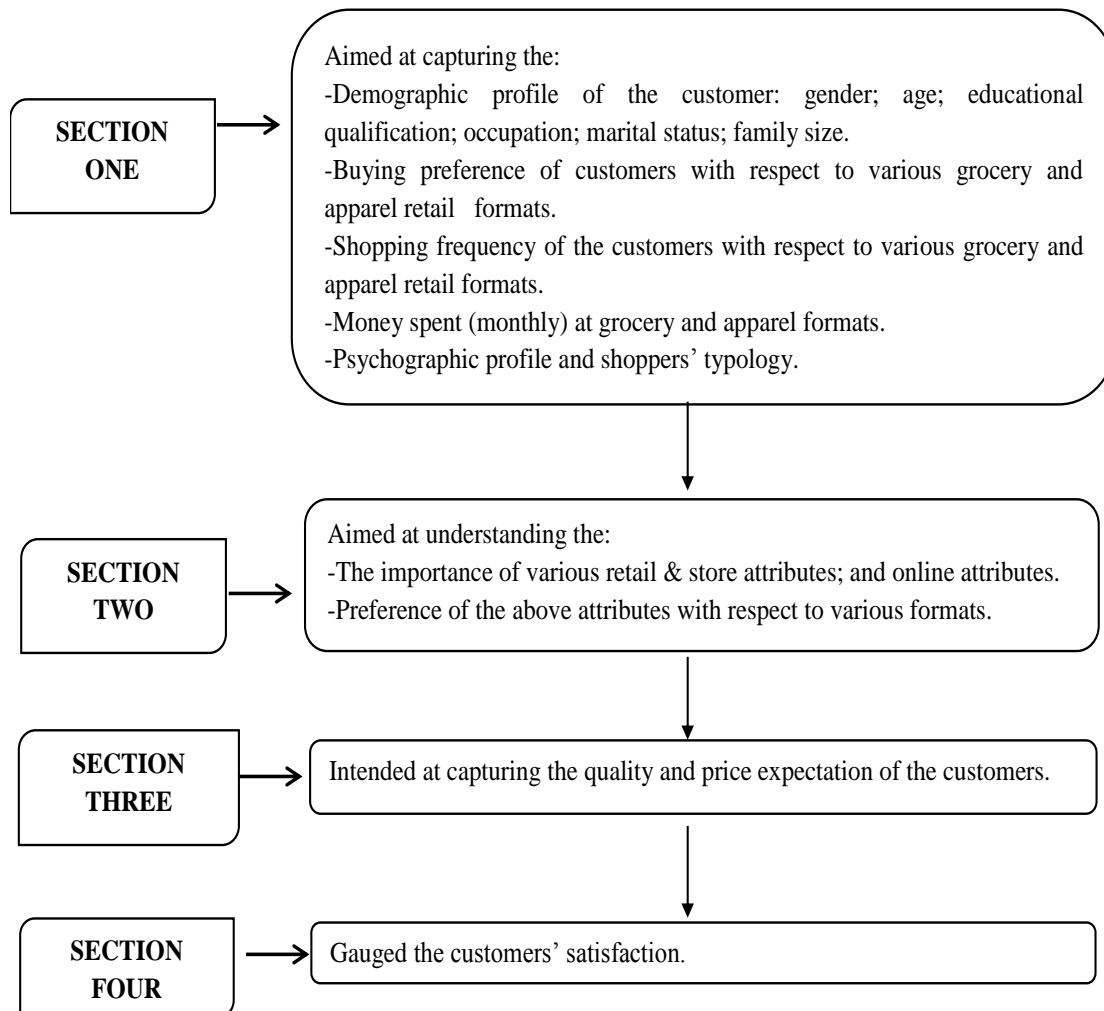 SECTION
ONE
Aimed at capturing the:
-Demographic profile of the customer: gender; age; educational
qualification; occupation; marital status; family size.
-Buying preference of customers with respect to various grocery and
apparel retail formats.
-Shopping frequency of the customers with respect to various grocery and
apparel retail formats.
-Money spent (monthly) at grocery and apparel formats.
-Psychographic profile and shoppers’ typology.
SECTION
TWO
Aimed at understanding the:
-The importance of various retail & store attributes; and online attributes.
-Preference of the above attributes with respect to various formats.
SECTION
THREE
Intended at capturing the quality and price expectation of the customers.
SECTION
FOUR
Gauged the customers’ satisfaction.